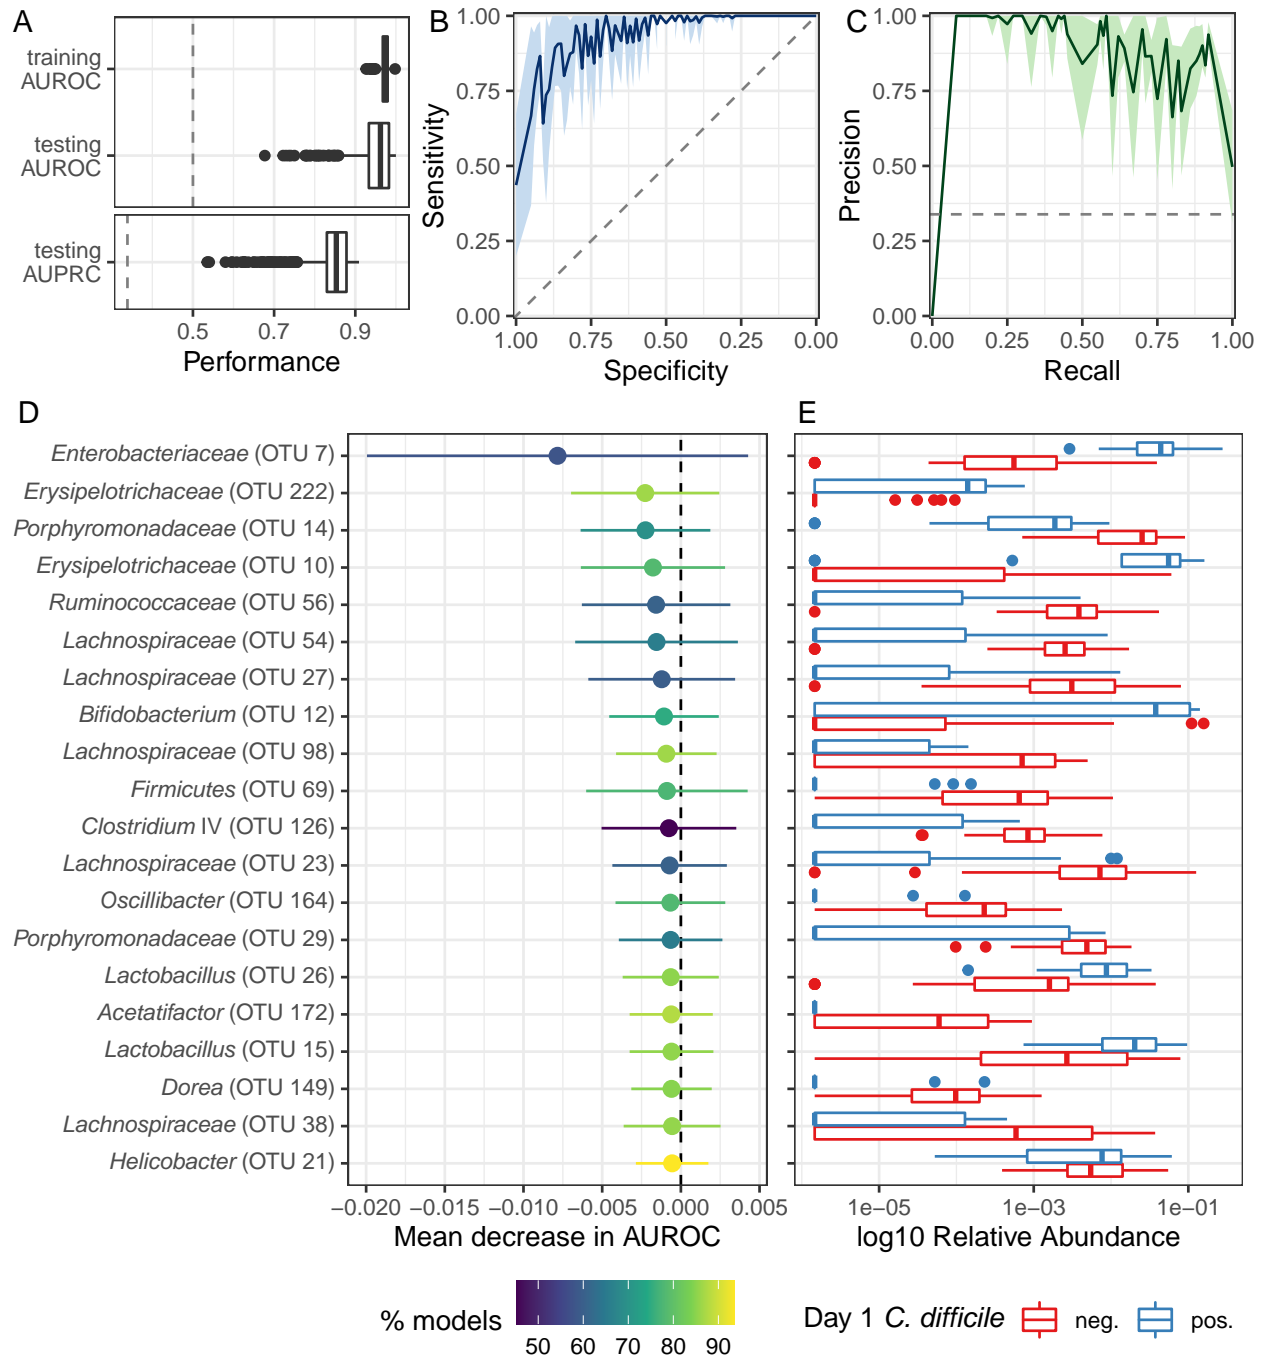 A
training
AUROC
testing
AUROC
testing
AUPRC
0.5 0.7 0.9
Performance
B
1.00
0.75
0.50
0.25
0.00
Sensitivity
1.00 0.75 0.50 0.25 0.00
Specificity
C
1.00
0.75
0.50
0.25
0.00
Precision
0.00 0.25 0.50 0.75 1.00
Recall
D
Enterobacteriaceae (OTU 7)
Erysipelotrichaceae (OTU 222)
Porphyromonadaceae (OTU 14)
Erysipelotrichaceae (OTU 10)
Ruminococcaceae (OTU 56)
Lachnospiraceae (OTU 54)
Lachnospiraceae (OTU 27)
Bifidobacterium (OTU 12)
Lachnospiraceae (OTU 98)
Firmicutes (OTU 69)
Clostridium IV (OTU 126)
Lachnospiraceae (OTU 23)
Oscillibacter (OTU 164)
Porphyromonadaceae (OTU 29)
Lactobacillus (OTU 26)
Acetatifactor (OTU 172)
Lactobacillus (OTU 15)
Dorea (OTU 149)
Lachnospiraceae (OTU 38)
Helicobacter (OTU 21)
−0.020 −0.015 −0.010 −0.005 0.000 0.005
Mean decrease in AUROC
E
1e−05 1e−03 1e−01
log10 Relative Abundance
% models
50 60 70 80 90
Day 1 C. difficile neg. pos.